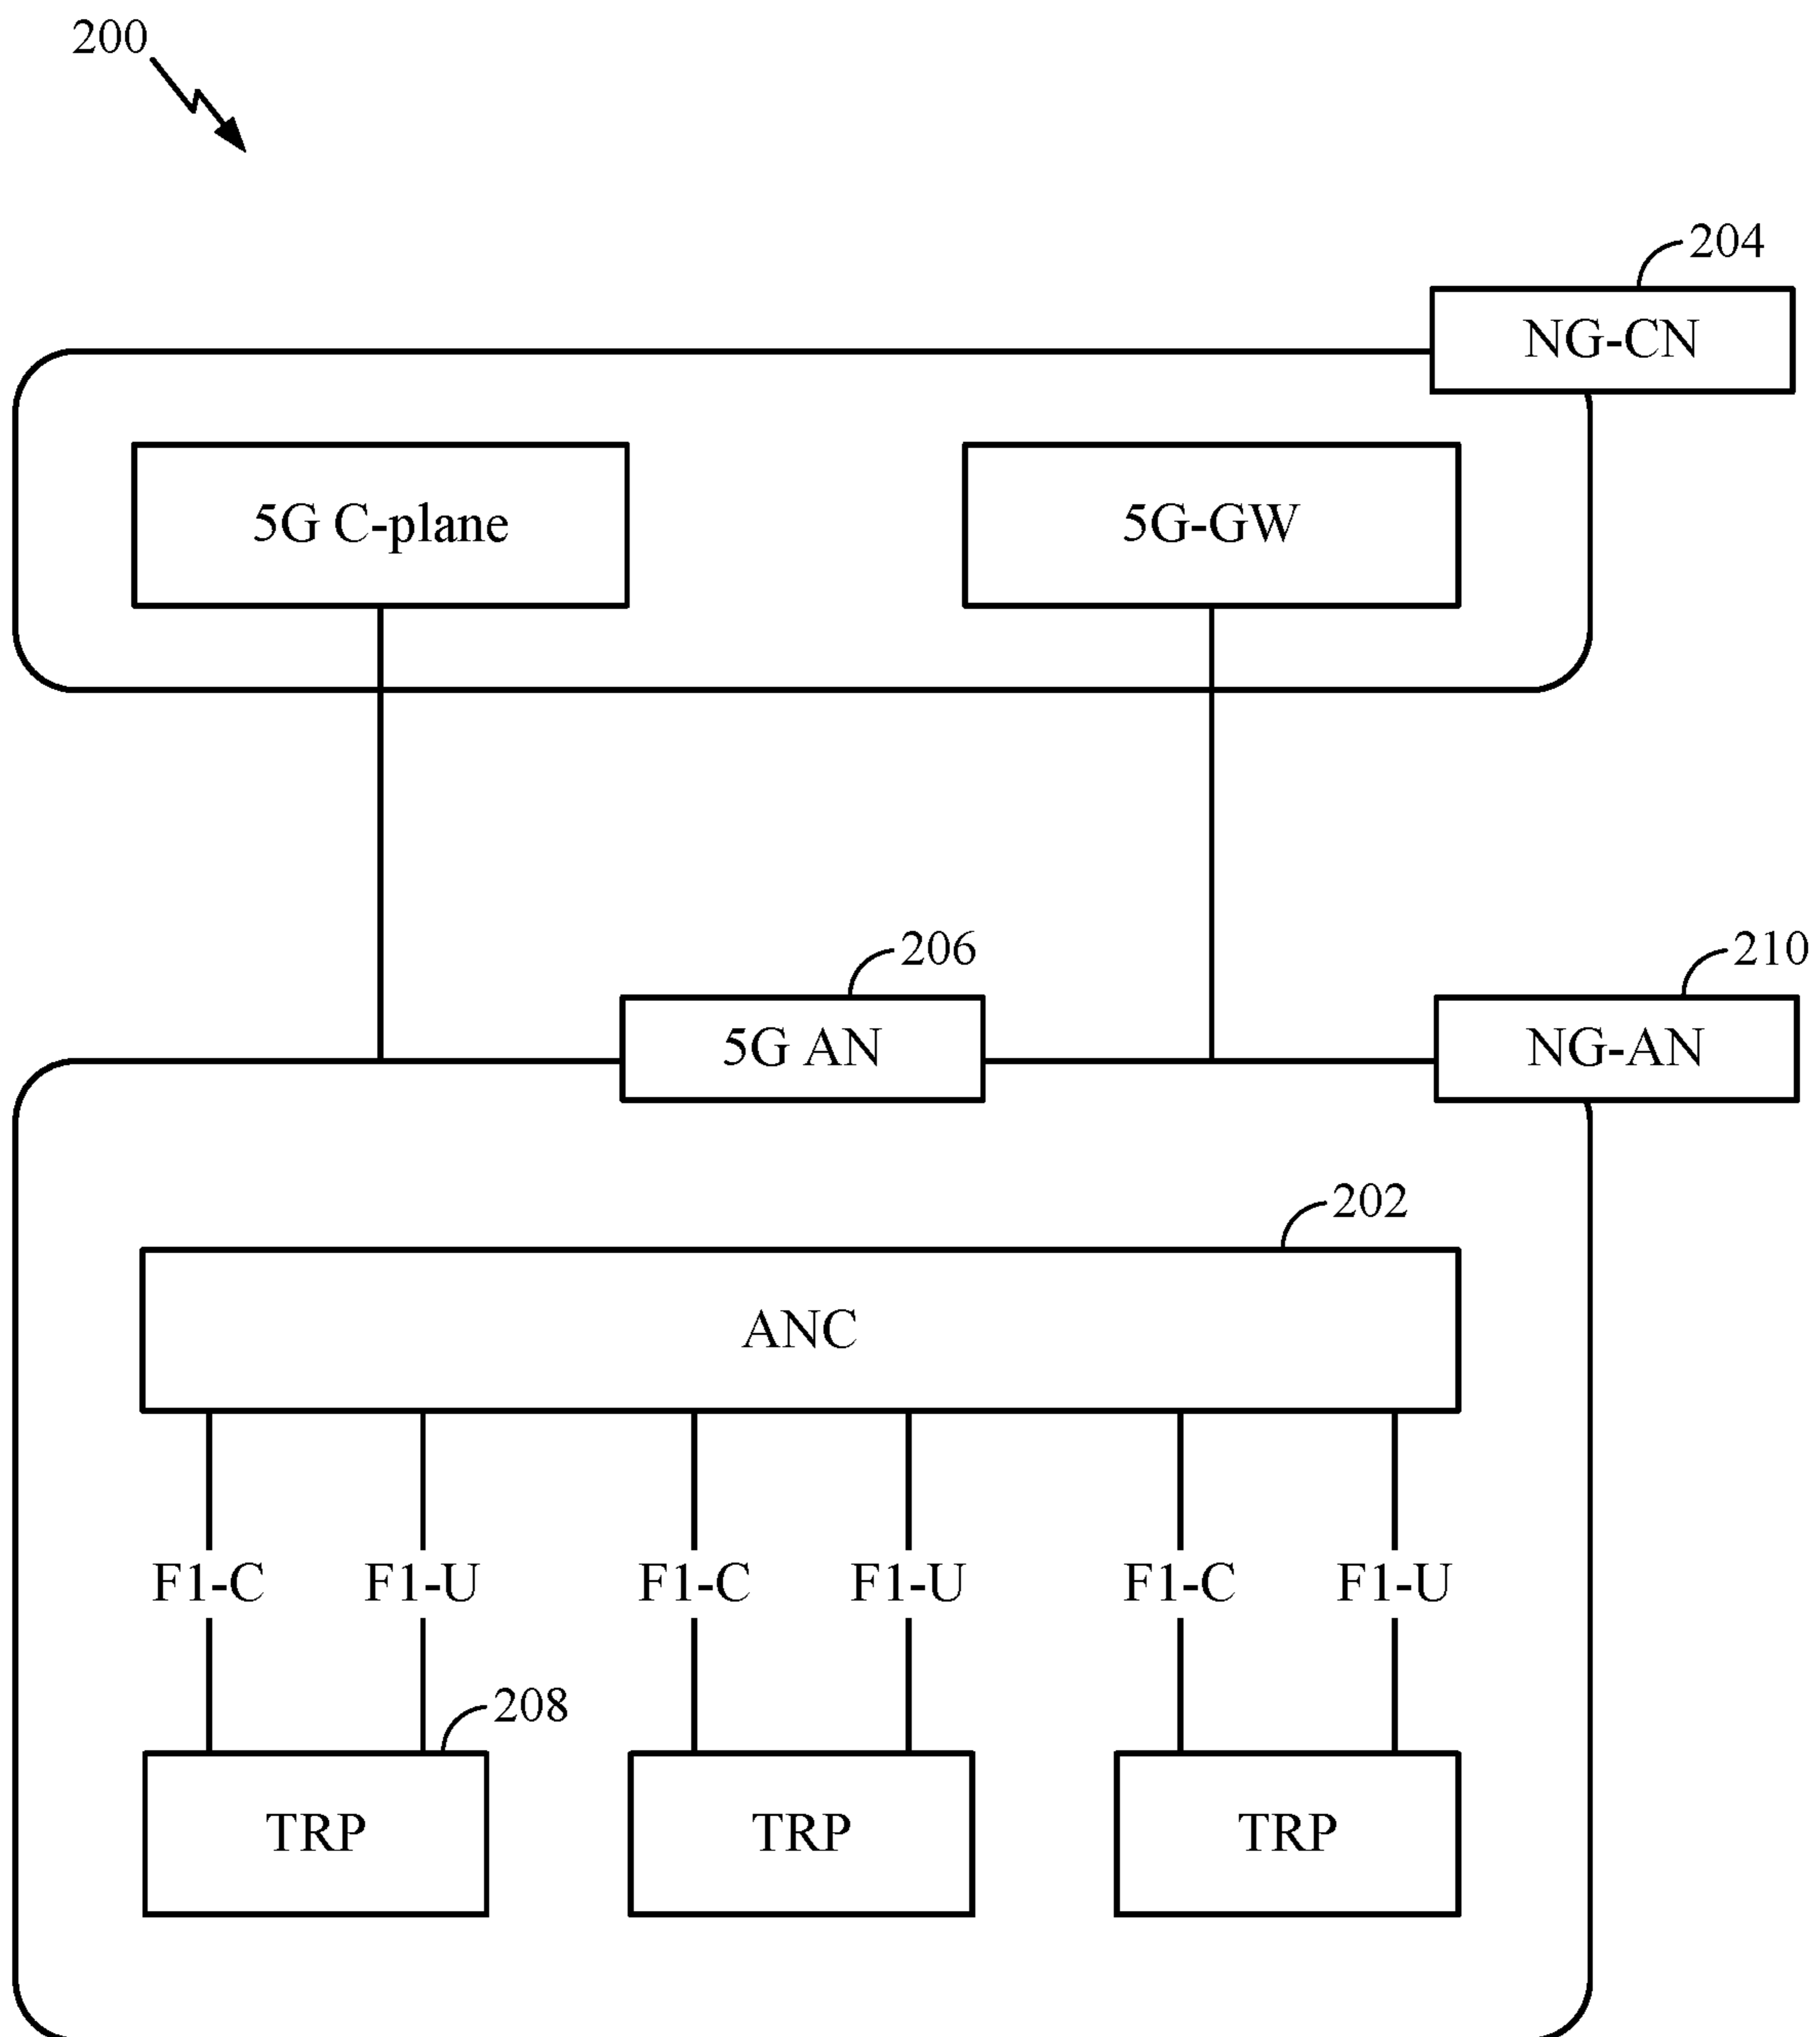 200
204
NG-CN
5G C-plane
5G-GW
206
210
5G AN
NG-AN
202
ANC
F1-C
F1-U
F1-C
F1-U
F1-C
F1-U
208
TRP
TRP
TRP